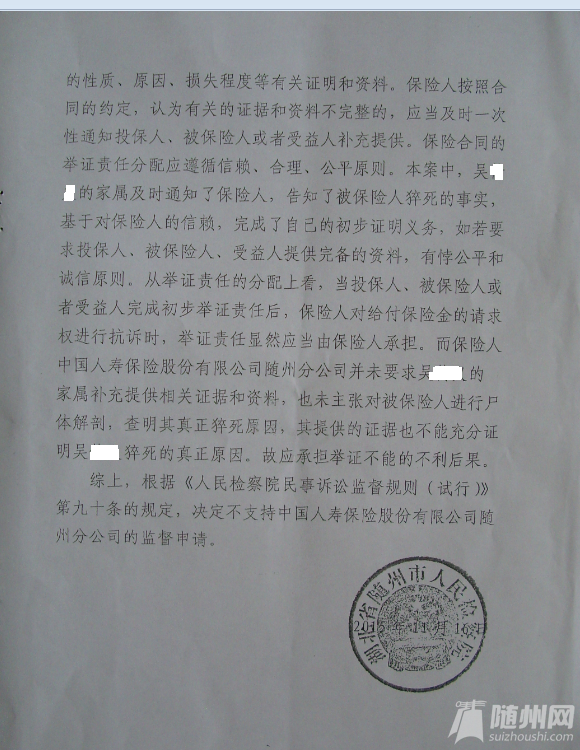 的性质、原因、损失程度等有关证明和资料。保险人按照合
同的约定，认为有关的证据和资料不完整的，应当及时一次
性通知投保人、被保险人或者受益人补充提供。保险合同的
举证责任分配应遵循信赖、合理、公平原则。本案中，吴
的家属及时通知了保险人，告知了被保险人猝死的事实，
基于对保险人的信赖，完成了自己的初步证明义务，如若要
求投保人、被保险人、受益人提供完备的资料，有悖公平和
诚信原则。从举证责任的分配上看，当投保人、被保险人或
者受益人完成初步举证责任后，保险人对给付保险金的请求
权进行抗诉时，举证责任显然应当由保险人承担。而保险人
中国人寿保险股份有限公司随州分公司并未要求吴 的
家属补充提供相关证据和资料，也未主张对被保险人进行尸
体解剖，查明其真正猝死原因，其提供的证据也不能充分证
明吴 猝死的真正原因。故应承担举证不能的不利后果。
综上，根据《人民检察院民事诉讼监督规则（试行）》
第九十条的规定，决定不支持中国人寿保险股份有限公司随
州分公司的监督申请。
湖北省随州市人民检察院
2015年11月16日
随州网
suizhoushi.com